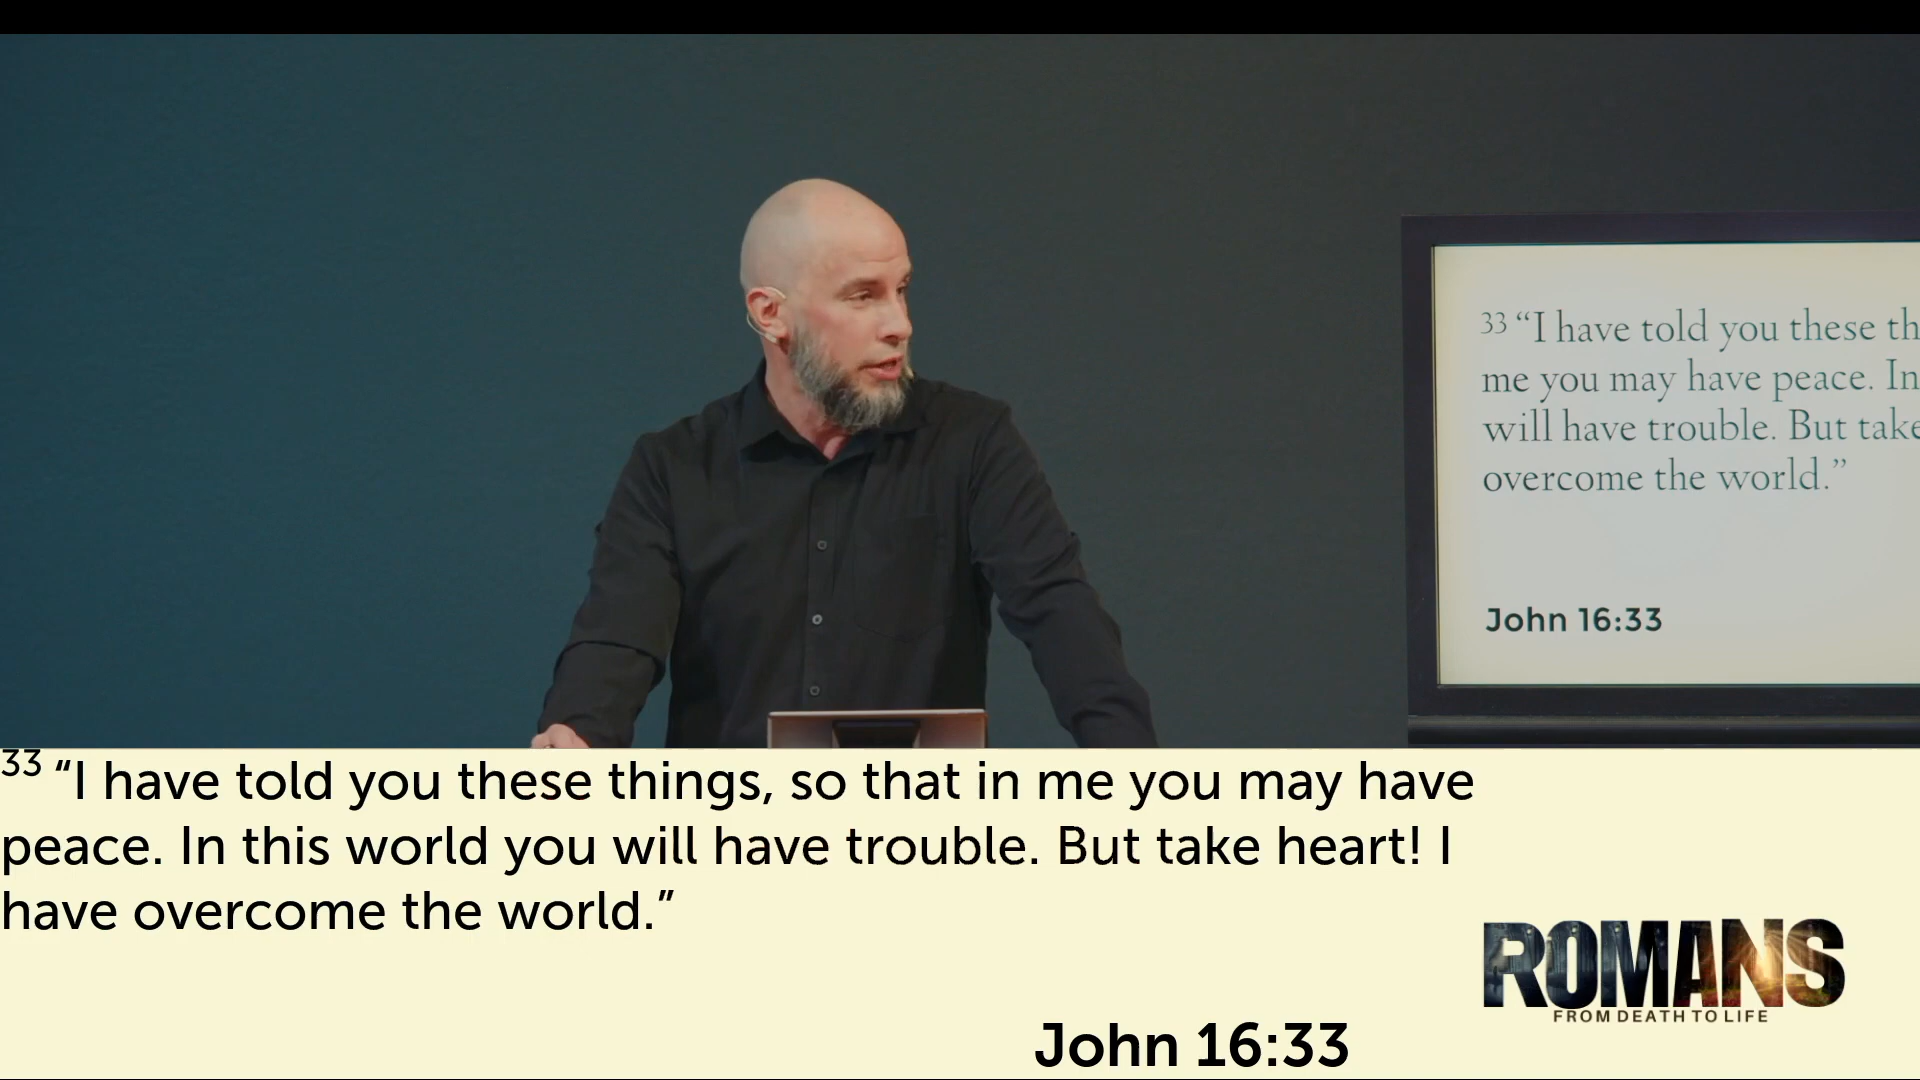 33 “I have told you these th
me you may have peace. In
will have trouble. But take
overcome the world.”
John 16:33
33 “I have told you these things, so that in me you may have
peace. In this world you will have trouble. But take heart! I
have overcome the world.”
John 16:33
ROMANS
FROM DEATH TO LIFE